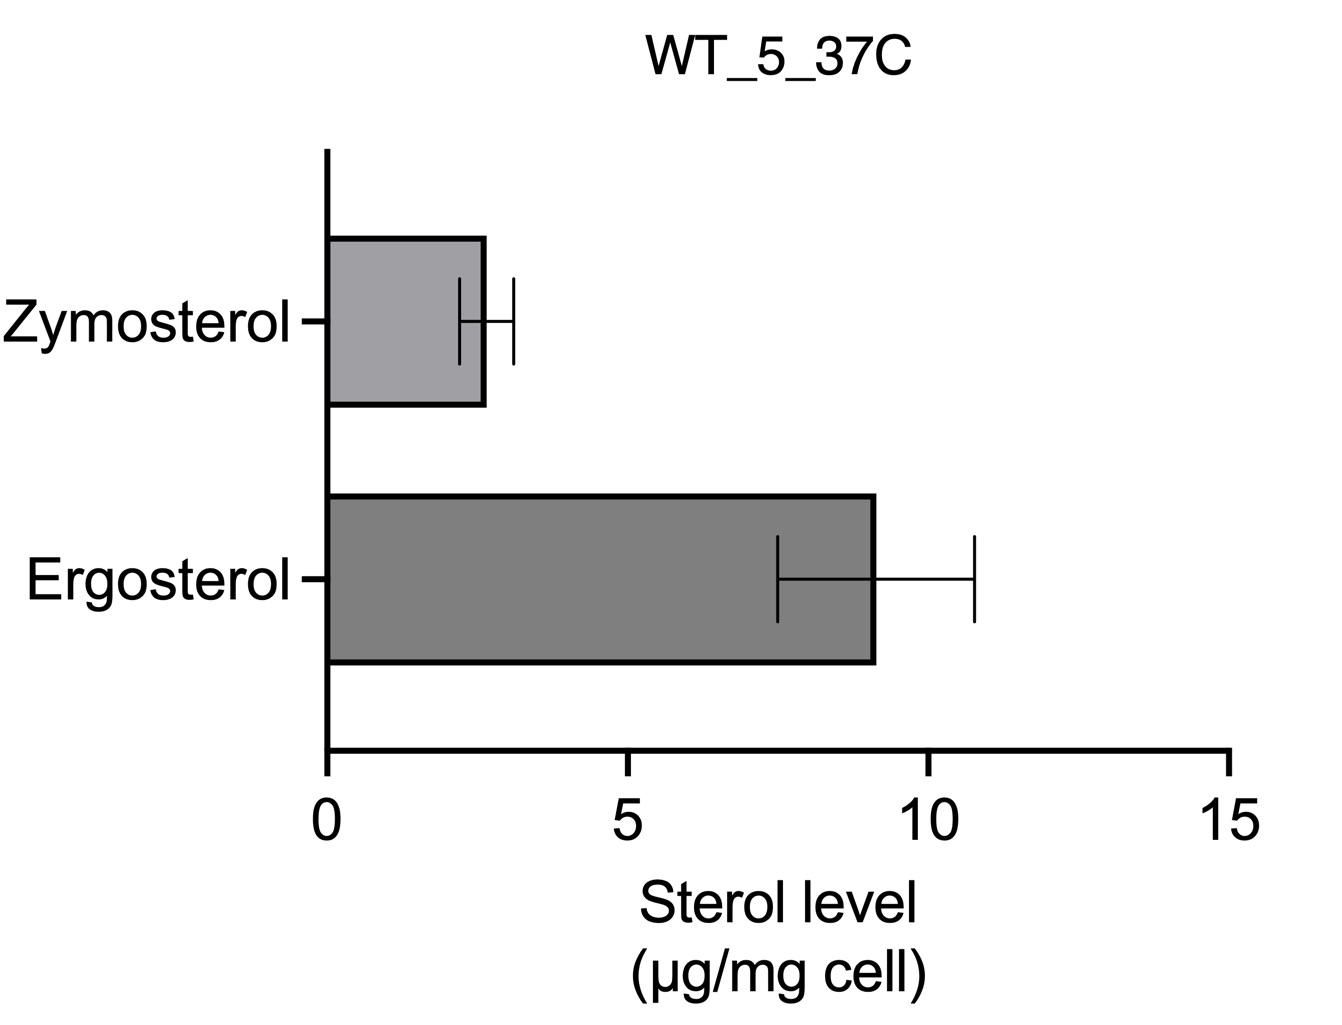 WT_5_37C
Zymosterol
Ergosterol
0 5 10 15
Sterol level
(µg/mg cell)